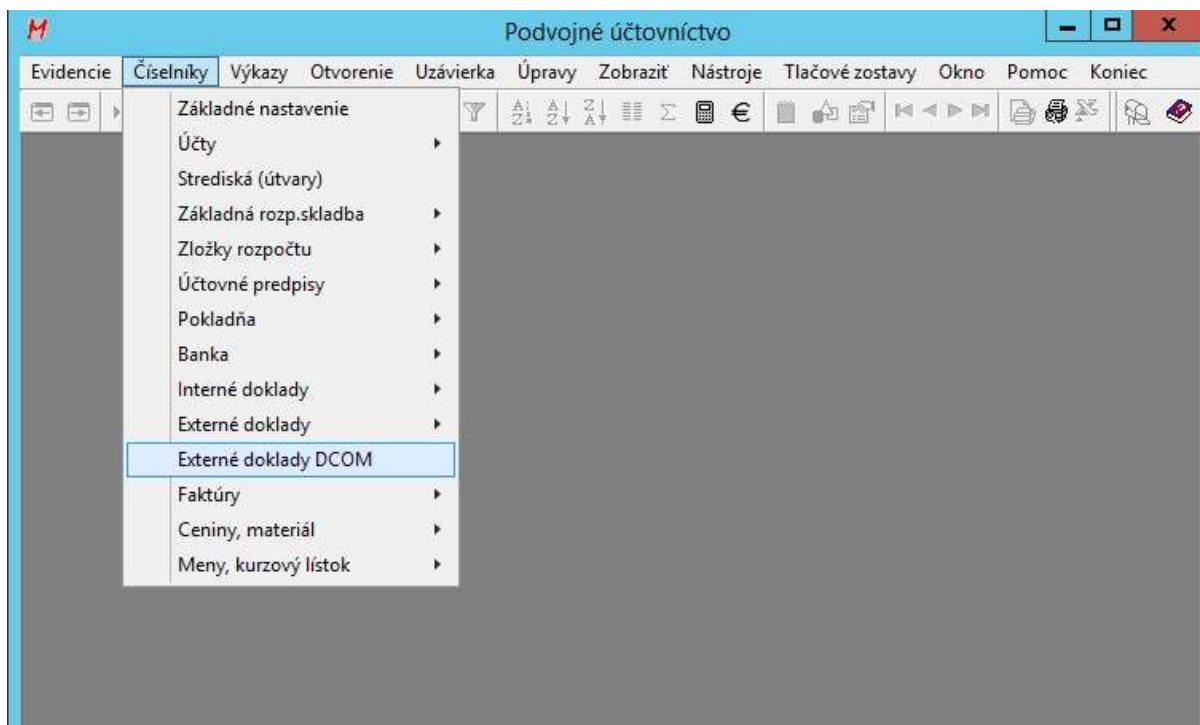 Podvojné účtovníctvo
Evidencie Číselníky Výkazy Otvorenie Uzávierka Úpravy Zobraziť Nástroje Tlačové zostavy Okno Pomoc Koniec
Základné nastavenie
Účty
Strediská (útvary)
Základná rozp.skladba
Zložky rozpočtu
Účtovné predpisy
Pokladňa
Banka
Interné doklady
Externé doklady
Externé doklady DCOM
Faktúry
Ceniny, materiál
Meny, kurzový lístok